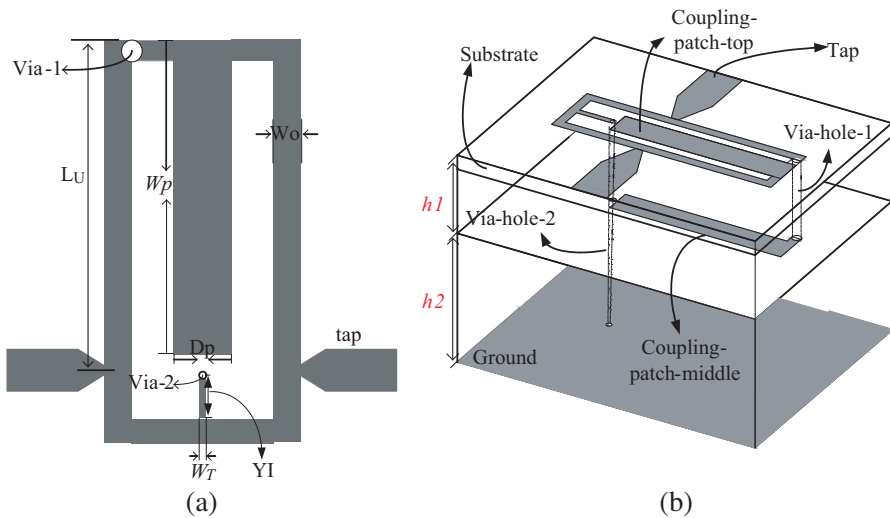 Via-1
L_U
Wp
Wo
Dp
tap
Via-2
W_T
YI
(a)
Coupling-
patch-top
Substrate
Tap
Via-hole-1
h1
Via-hole-2
h2
Ground
Coupling-
patch-middle
(b)